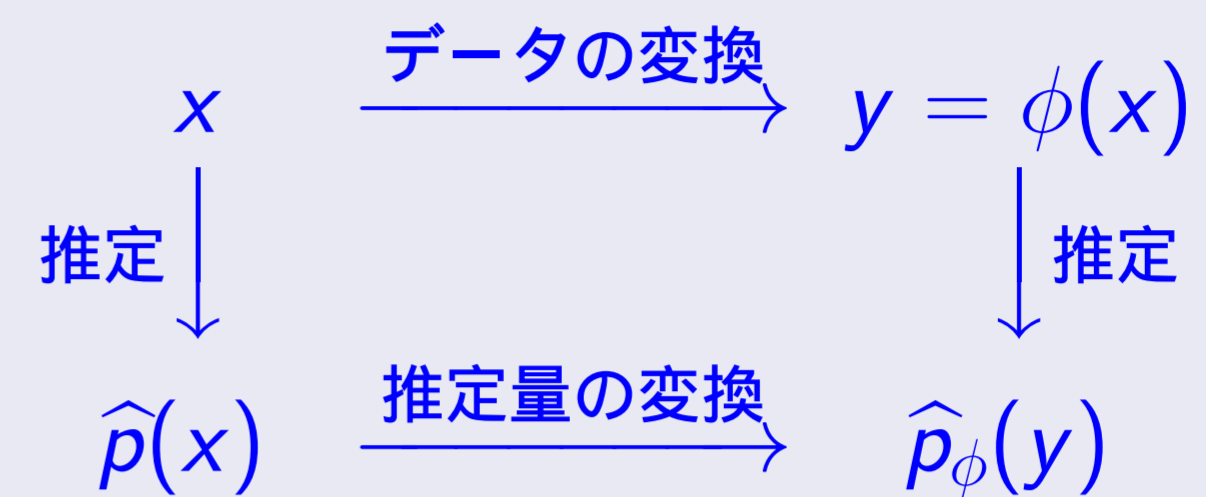 データの変換
x y = ϕ(x)
推定 推定
推定量の変換
p̂(x) p̂_ϕ(y)